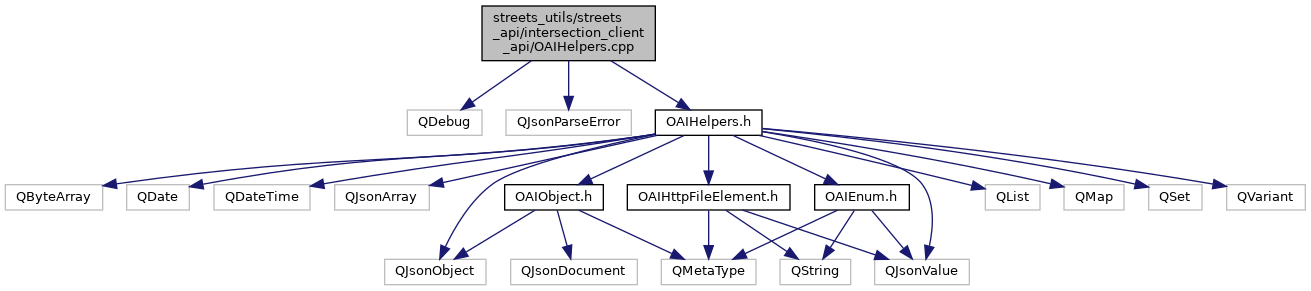 streets_utils/streets
_api/intersection_client
_api/OAIHelpers.cpp
QDebug
QJsonParseError
OAIHelpers.h
QByteArray
QDate
QDateTime
QJsonArray
OAIObject.h
OAIHttpFileElement.h
OAIEnum.h
QList
QMap
QSet
QVariant
QJsonObject
QJsonDocument
QMetaType
QString
QJsonValue